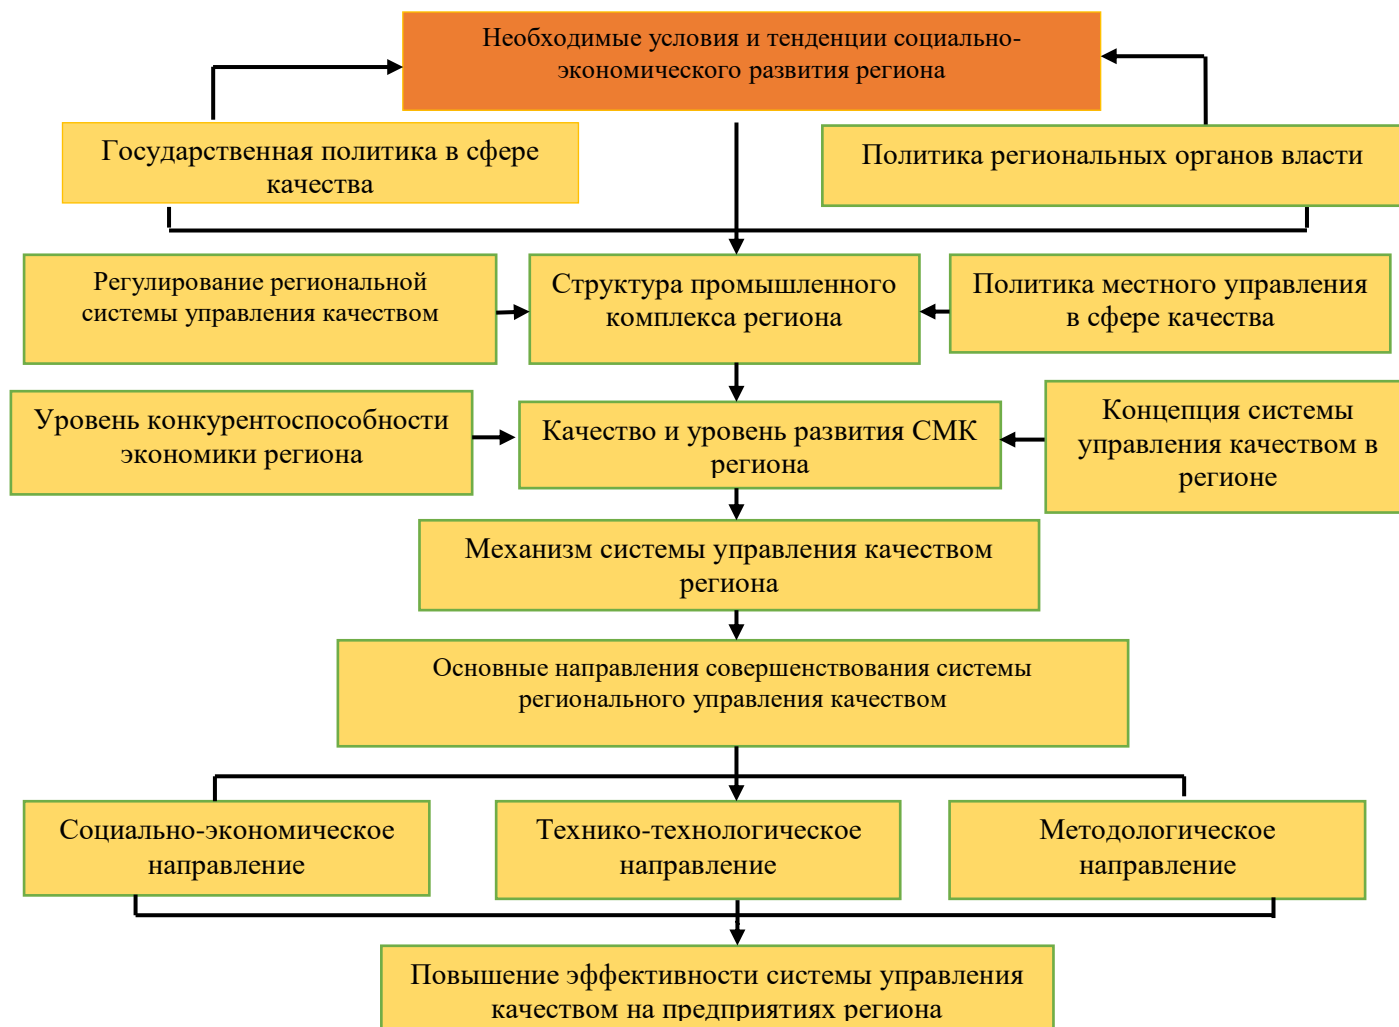 Необходимые условия и тенденции социально-
экономического развития региона
Государственная политика в сфере
качества
Политика региональных органов власти
Регулирование региональной
системы управления качеством
Структура промышленного
комплекса региона
Политика местного управления
в сфере качества
Уровень конкурентоспособности
экономики региона
Качество и уровень развития СМК
региона
Концепция системы
управления качеством в
регионе
Механизм системы управления качеством
региона
Основные направления совершенствования системы
регионального управления качеством
Социально-экономическое
направление
Технико-технологическое
направление
Методологическое
направление
Повышение эффективности системы управления
качеством на предприятиях региона